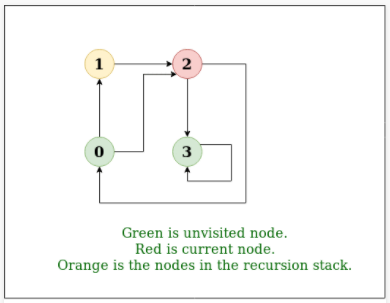 1 2
0 3
Green is unvisited node.
Red is current node.
Orange is the nodes in the recursion stack.